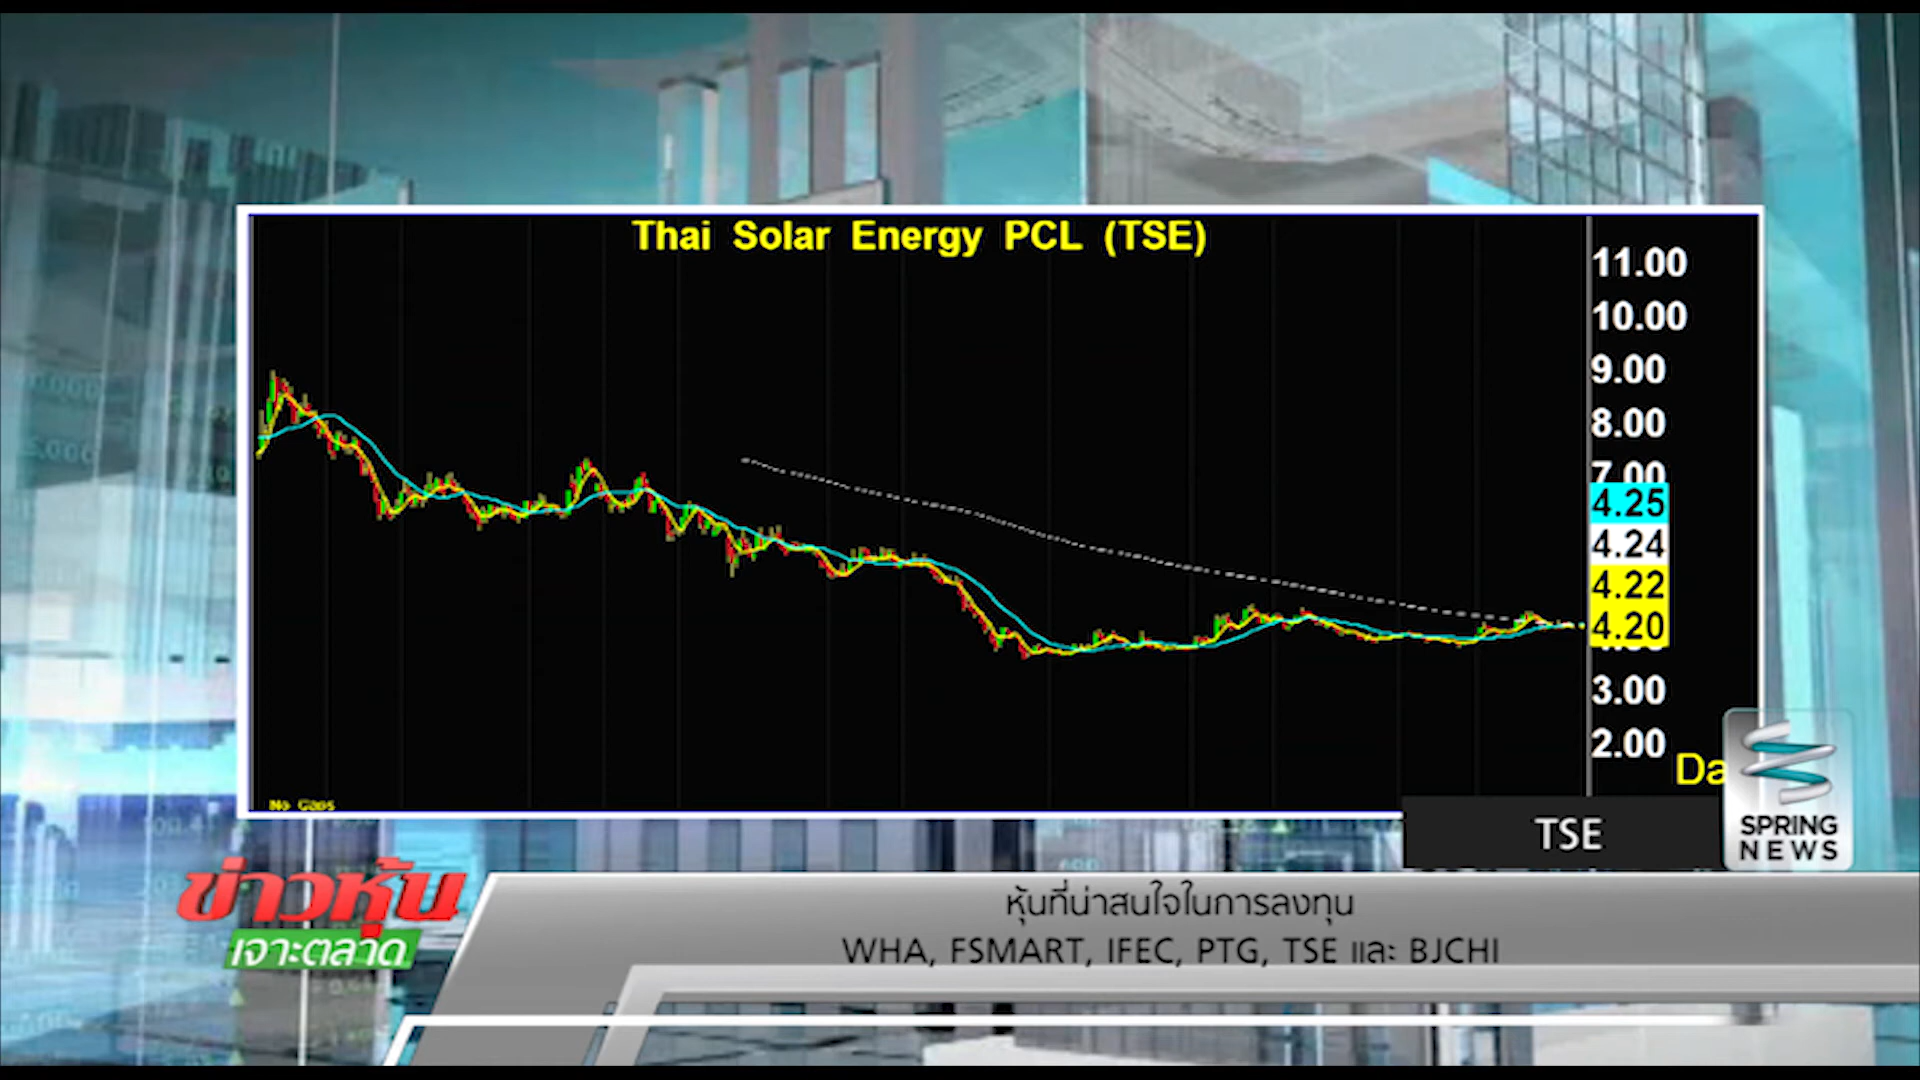 Thai Solar Energy PCL (TSE)
11.00
10.00
9.00
8.00
7.00
4.25
4.24
4.22
4.20
3.00
2.00
No Gaps
TSE
SPRING
NEWS
ข่าวหุ้น
เจาะตลาด
หุ้นที่น่าสนใจในการลงทุน
WHA, FSMART, IFEC, PTG, TSE และ BJCHI